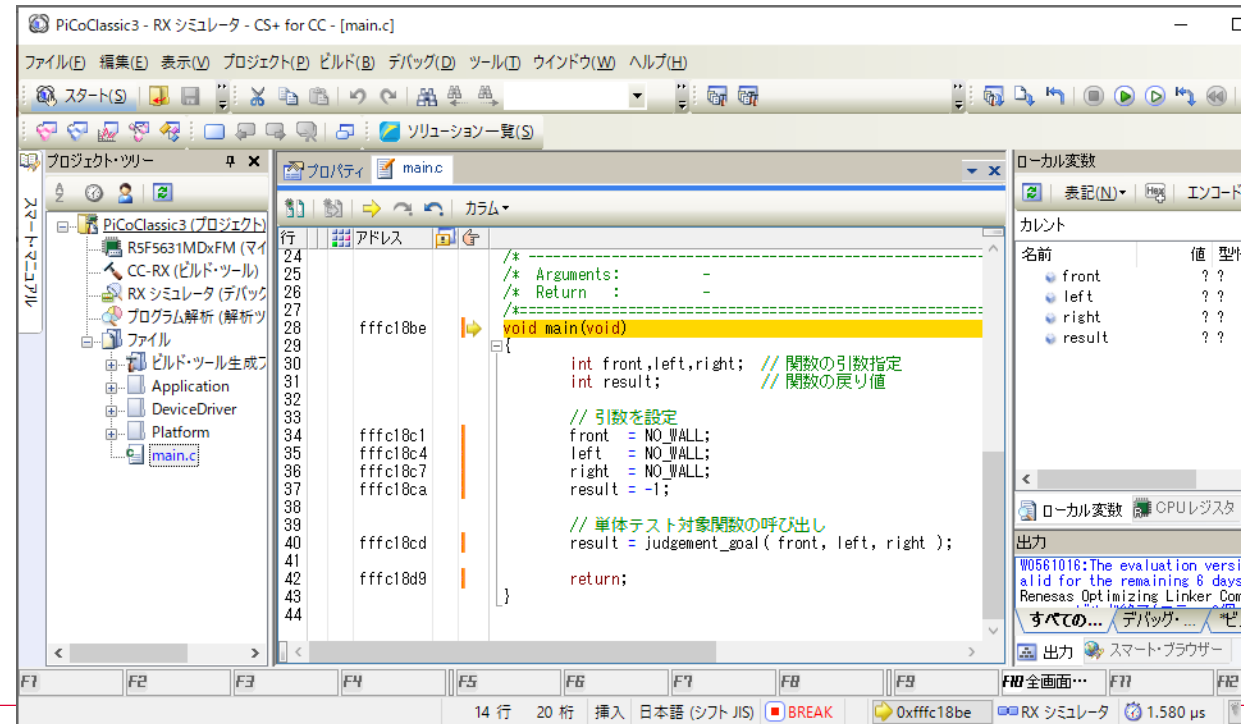 PiCoClassic3 - RX シミュレータ - CS+ for CC - [main.c]
ファイル(F) 編集(E) 表示(V) プロジェクト(P) ビルド(B) デバッグ(D) ツール(T) ウインドウ(W) ヘルプ(H)
スタート(S)
ソリューション一覧(S)
スマート・マニュアル
プロジェクト・ツリー
PiCoClassic3 (プロジェクト)
R5F5631MDxFM (マイ
CC-RX (ビルド・ツール)
RX シミュレータ (デバッグ
プログラム解析 (解析ツ
ファイル
ビルド・ツール生成フ
Application
DeviceDriver
Platform
main.c
プロパティ main.c
カラム
行 アドレス
24 /* ----------------------------------------------------------
25 /* Arguments: -
26 /* Return : -
27 /*==========================================================
28 fffc18be void main(void)
29 {
30 int front,left,right; // 関数の引数指定
31 int result; // 関数の戻り値
32
33 // 引数を設定
34 fffc18c1 front = NO_WALL;
35 fffc18c4 left = NO_WALL;
36 fffc18c7 right = NO_WALL;
37 fffc18ca result = -1;
38
39 // 単体テスト対象関数の呼び出し
40 fffc18cd result = judgement_goal( front, left, right );
41
42 fffc18d9 return;
43 }
44
ローカル変数
表記(N) Hex エンコード
カレント
名前 値 型
front ? ?
left ? ?
right ? ?
result ? ?
ローカル変数 CPUレジスタ
出力
W0561016:The evaluation versi
alid for the remaining 6 days
Renesas Optimizing Linker Com
すべての... デバッグ・... *ビ
出力 スマート・ブラウザー
F1 F2 F3 F4 F5 F6 F7 F8 F9 F10 全画面… F11 F12
14 行 20 桁 挿入 日本語 (シフト JIS) BREAK 0xfffc18be RX シミュレータ 1.580 μs